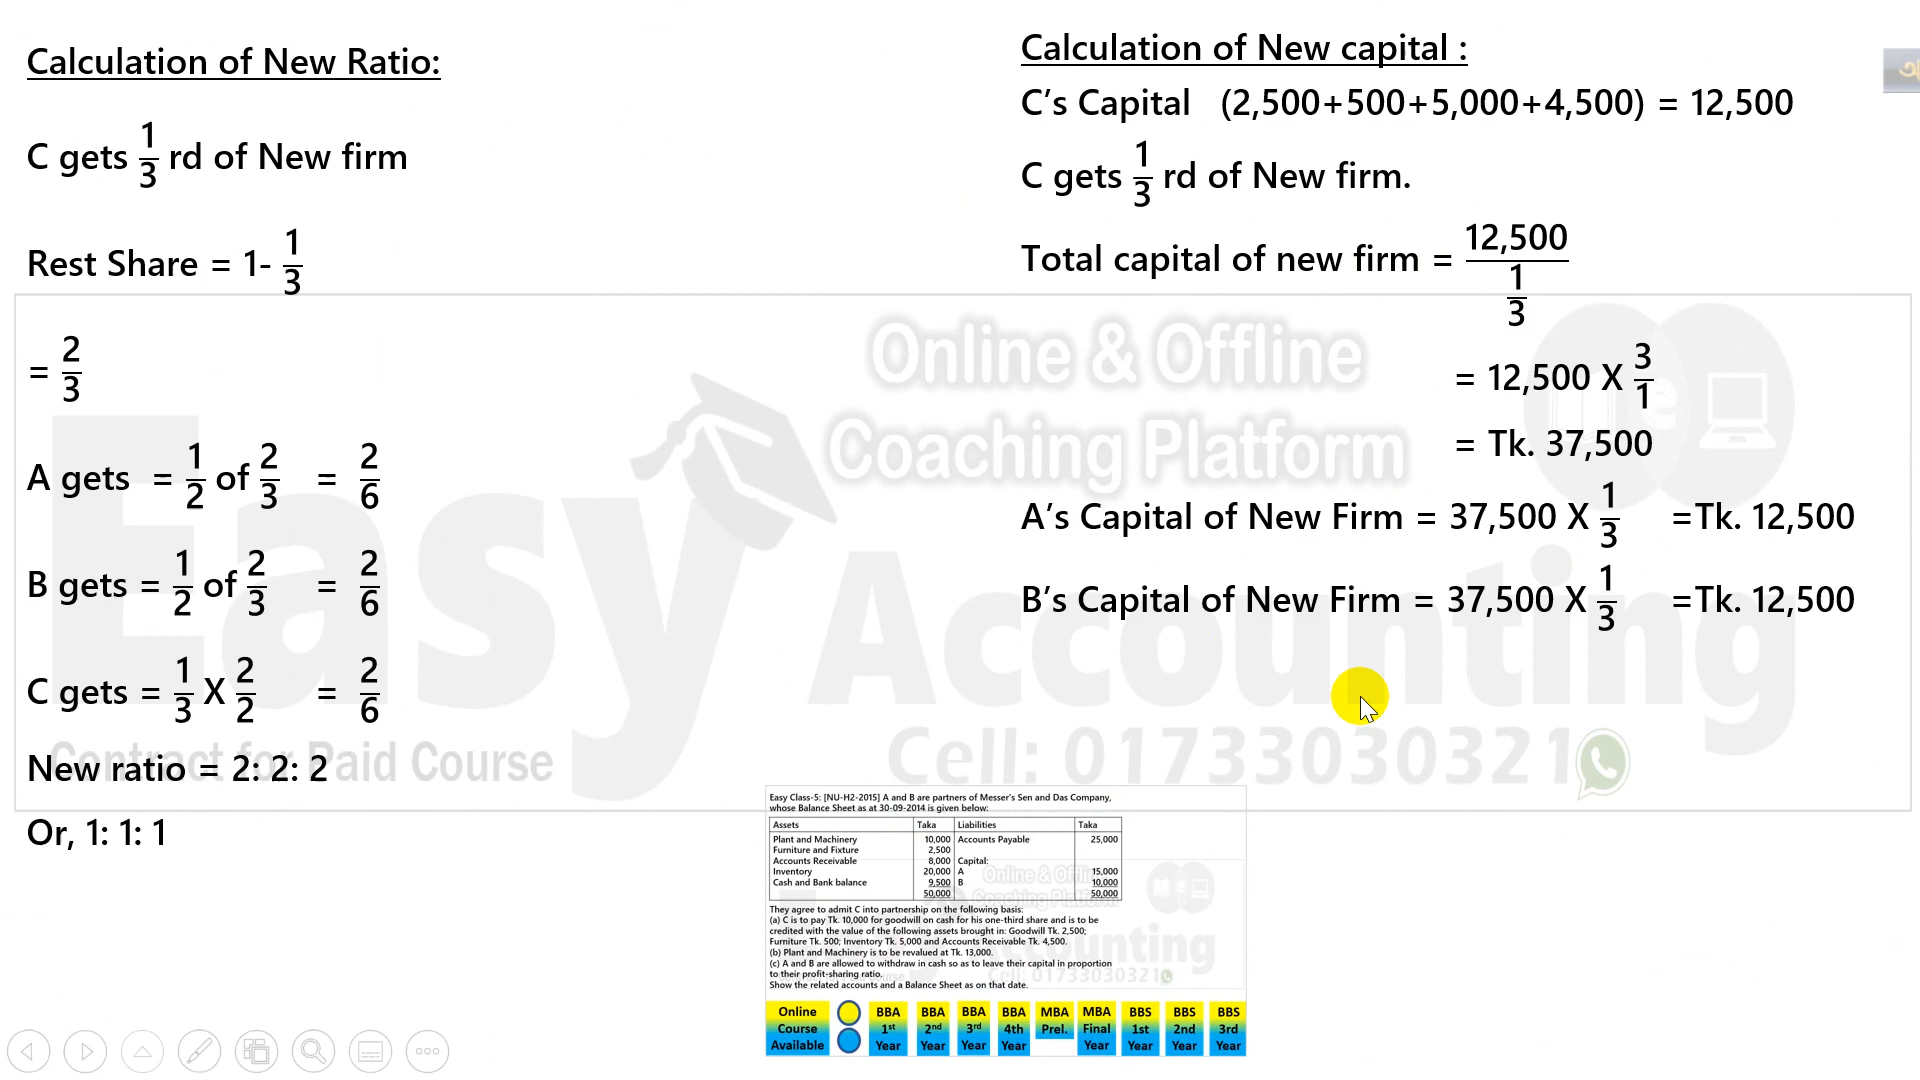 Calculation of New Ratio:
C gets 1/3 rd of New firm
Rest Share = 1- 1/3
= 2/3
A gets = 1/2 of 2/3 = 2/6
B gets = 1/2 of 2/3 = 2/6
C gets = 1/3 X 2/2 = 2/6
New ratio = 2: 2: 2
Or, 1: 1: 1
Calculation of New capital :
C’s Capital (2,500+500+5,000+4,500) = 12,500
C gets 1/3 rd of New firm.
Total capital of new firm = 12,500 / 1/3
= 12,500 X 3/1
= Tk. 37,500
A’s Capital of New Firm = 37,500 X 1/3 =Tk. 12,500
B’s Capital of New Firm = 37,500 X 1/3 =Tk. 12,500
Online & Offline
Coaching Platform
Easy Accounting
Contract for Paid Course
Cell: 01733030321
Easy Class-5: [NU-H2-2015] A and B are partners of Messer's Sen and Das Company,
whose Balance Sheet as at 30-09-2014 is given below:
Assets Taka Liabilities Taka
Plant and Machinery 10,000 Accounts Payable 25,000
Furniture and Fixture 2,500
Accounts Receivable 8,000 Capital:
Inventory 20,000 A 15,000
Cash and Bank balance 9,500 B 10,000
50,000 50,000
They agree to admit C into partnership on the following basis:
(a) C is to pay Tk. 10,000 for goodwill on cash for his one-third share and is to be
credited with the value of the following assets brought in: Goodwill Tk. 2,500;
Furniture Tk. 500; Inventory Tk. 5,000 and Accounts Receivable Tk. 4,500.
(b) Plant and Machinery is to be revalued at Tk. 13,000.
(c) A and B are allowed to withdraw in cash so as to leave their capital in proportion
to their profit-sharing ratio.
Show the related accounts and a Balance Sheet as on that date.
Online Course Available
BBA 1st Year
BBA 2nd Year
BBA 3rd Year
BBA 4th Year
MBA Prel.
MBA Final Year
BBS 1st Year
BBS 2nd Year
BBS 3rd Year